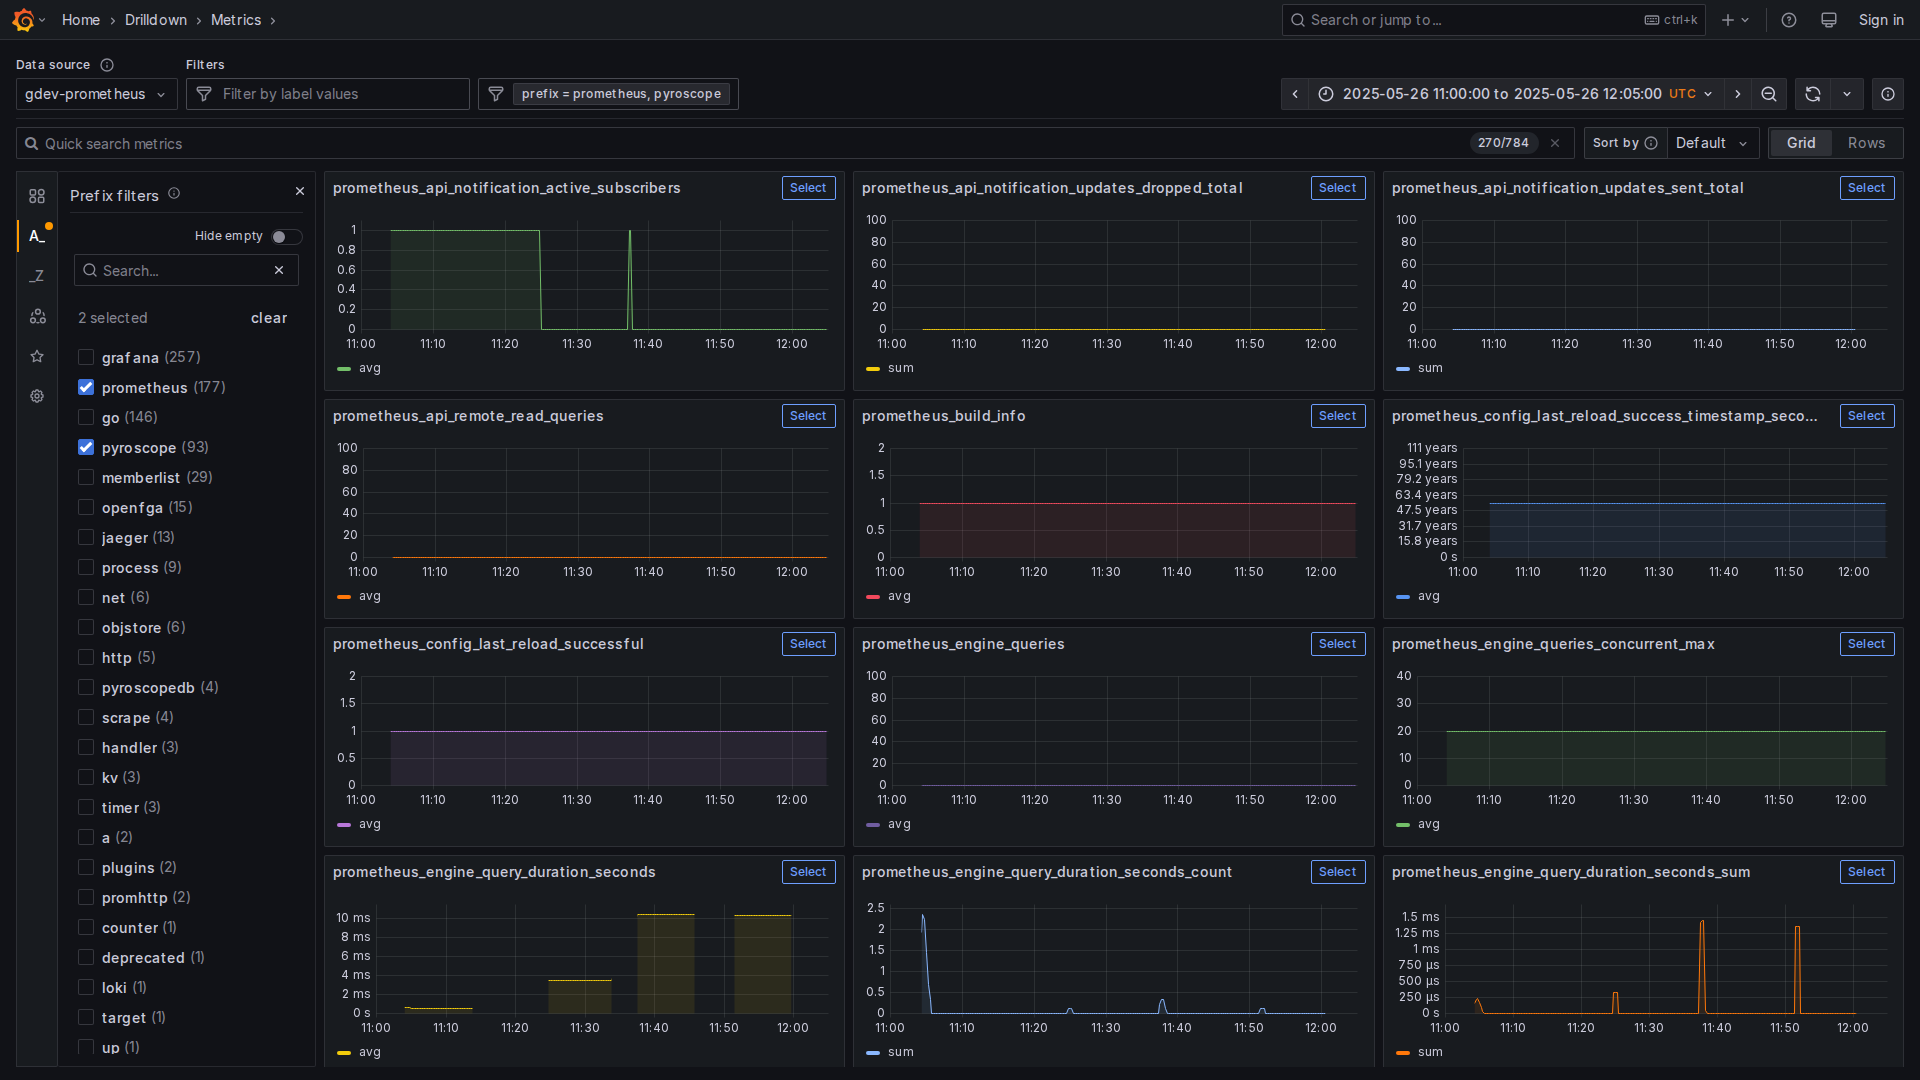 Home › Drilldown › Metrics ›
Search or jump to...
ctrl+k
Sign in
Data source
Filters
gdev-prometheus
Filter by label values
prefix = prometheus, pyroscope
2025-05-26 11:00:00 to 2025-05-26 12:05:00 UTC
Quick search metrics
270/784
Sort by
Default
Grid
Rows
A_
_Z
Prefix filters
Hide empty
Search...
2 selected
clear
grafana (257)
prometheus (177)
go (146)
pyroscope (93)
memberlist (29)
openfga (15)
jaeger (13)
process (9)
net (6)
objstore (6)
http (5)
pyroscopedb (4)
scrape (4)
handler (3)
kv (3)
timer (3)
a (2)
plugins (2)
promhttp (2)
counter (1)
deprecated (1)
loki (1)
target (1)
up (1)
prometheus_api_notification_active_subscribers
Select
1
0.8
0.6
0.4
0.2
0
11:00 11:10 11:20 11:30 11:40 11:50 12:00
avg
prometheus_api_notification_updates_dropped_total
Select
100
80
60
40
20
0
11:00 11:10 11:20 11:30 11:40 11:50 12:00
sum
prometheus_api_notification_updates_sent_total
Select
100
80
60
40
20
0
11:00 11:10 11:20 11:30 11:40 11:50 12:00
sum
prometheus_api_remote_read_queries
Select
100
80
60
40
20
0
11:00 11:10 11:20 11:30 11:40 11:50 12:00
avg
prometheus_build_info
Select
2
1.5
1
0.5
0
11:00 11:10 11:20 11:30 11:40 11:50 12:00
avg
prometheus_config_last_reload_success_timestamp_seco...
Select
111 years
95.1 years
79.2 years
63.4 years
47.5 years
31.7 years
15.8 years
0 s
11:00 11:10 11:20 11:30 11:40 11:50 12:00
avg
prometheus_config_last_reload_successful
Select
2
1.5
1
0.5
0
11:00 11:10 11:20 11:30 11:40 11:50 12:00
avg
prometheus_engine_queries
Select
100
80
60
40
20
0
11:00 11:10 11:20 11:30 11:40 11:50 12:00
avg
prometheus_engine_queries_concurrent_max
Select
40
30
20
10
0
11:00 11:10 11:20 11:30 11:40 11:50 12:00
avg
prometheus_engine_query_duration_seconds
Select
10 ms
8 ms
6 ms
4 ms
2 ms
0 s
11:00 11:10 11:20 11:30 11:40 11:50 12:00
avg
prometheus_engine_query_duration_seconds_count
Select
2.5
2
1.5
1
0.5
0
11:00 11:10 11:20 11:30 11:40 11:50 12:00
sum
prometheus_engine_query_duration_seconds_sum
Select
1.5 ms
1.25 ms
1 ms
750 µs
500 µs
250 µs
0 s
11:00 11:10 11:20 11:30 11:40 11:50 12:00
sum